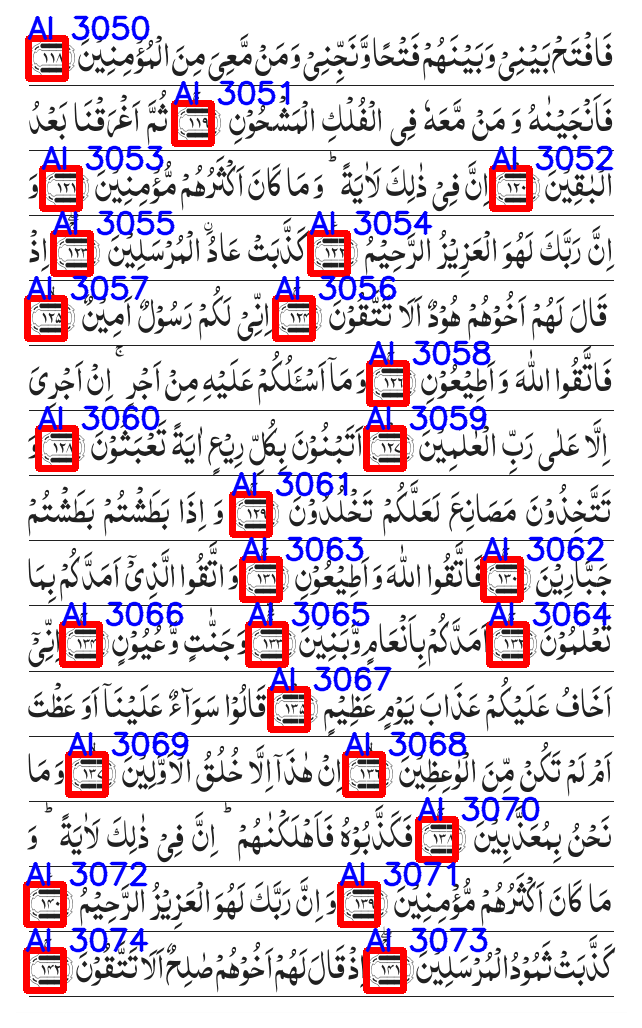 AI 3050
فَافْتَحْ بَيْنِيْ وَبَيْنَهُمْ فَتْحًا وَّنَجِّنِيْ وَمَنْ مَّعِيَ مِنَ الْمُؤْمِنِيْنَ ١١٨
AI 3051
فَاَنْجَيْنٰهُ وَ مَنْ مَّعَهٗ فِى الْفُلْكِ الْمَشْحُوْنِ ١١٩ ثُمَّ اَغْرَقْنَا بَعْدُ
AI 3052 AI 3053
الْبٰقِيْنَ ١٢٠ اِنَّ فِيْ ذٰلِكَ لَاٰيَةً ؕ وَ مَا كَانَ اَكْثَرُهُمْ مُّؤْمِنِيْنَ ١٢١ وَ
AI 3054 AI 3055
اِنَّ رَبَّكَ لَهُوَ الْعَزِيْزُ الرَّحِيْمُ ١٢٢ كَذَّبَتْ عَادُ ۨالْمُرْسَلِيْنَ ١٢٣ اِذْ
AI 3056 AI 3057
قَالَ لَهُمْ اَخُوْهُمْ هُوْدٌ اَلَا تَتَّقُوْنَ ١٢٤ اِنِّيْ لَكُمْ رَسُوْلٌ اَمِيْنٌ ١٢٥
AI 3058
فَاتَّقُوا اللّٰهَ وَ اَطِيْعُوْنِ ١٢٦ وَ مَاۤ اَسْـَٔلُكُمْ عَلَيْهِ مِنْ اَجْرٍ ۚ اِنْ اَجْرِىَ
AI 3059 AI 3060
اِلَّا عَلٰى رَبِّ الْعٰلَمِيْنَ ١٢٧ اَتَبْنُوْنَ بِكُلِّ رِيْعٍ اٰيَةً تَعْبَثُوْنَ ١٢٨ وَ
AI 3061
تَتَّخِذُوْنَ مَصَانِعَ لَعَلَّكُمْ تَخْلُدُوْنَ ١٢٩ وَ اِذَا بَطَشْتُمْ بَطَشْتُمْ
AI 3062 AI 3063
جَبَّارِيْنَ ١٣٠ فَاتَّقُوا اللّٰهَ وَ اَطِيْعُوْنِ ١٣١ وَ اتَّقُوا الَّذِيْۤ اَمَدَّكُمْ بِمَا
AI 3064 AI 3065 AI 3066
تَعْلَمُوْنَ ١٣٢ اَمَدَّكُمْ بِاَنْعَامٍ وَّبَنِيْنَ ١٣٣ وَجَنّٰتٍ وَّعُيُوْنٍ ١٣٤ اِنِّيْۤ
AI 3067
اَخَافُ عَلَيْكُمْ عَذَابَ يَوْمٍ عَظِيْمٍ ١٣٥ قَالُوْا سَوَآءٌ عَلَيْنَاۤ اَوَ عَظْتَ
AI 3068 AI 3069
اَمْ لَمْ تَكُنْ مِّنَ الْوٰعِظِيْنَ ١٣٦ اِنْ هٰذَاۤ اِلَّا خُلُقُ الْاَوَّلِيْنَ ١٣٧ وَ مَا
AI 3070
نَحْنُ بِمُعَذَّبِيْنَ ١٣٨ فَكَذَّبُوْهُ فَاَهْلَكْنٰهُمْ ؕ اِنَّ فِيْ ذٰلِكَ لَاٰيَةً ؕ وَ
AI 3071 AI 3072
مَا كَانَ اَكْثَرُهُمْ مُّؤْمِنِيْنَ ١٣٩ وَ اِنَّ رَبَّكَ لَهُوَ الْعَزِيْزُ الرَّحِيْمُ ١٤٠
AI 3073 AI 3074
كَذَّبَتْ ثَمُوْدُ الْمُرْسَلِيْنَ ١٤١ اِذْ قَالَ لَهُمْ اَخُوْهُمْ صٰلِحٌ اَلَا تَتَّقُوْنَ ١٤٢